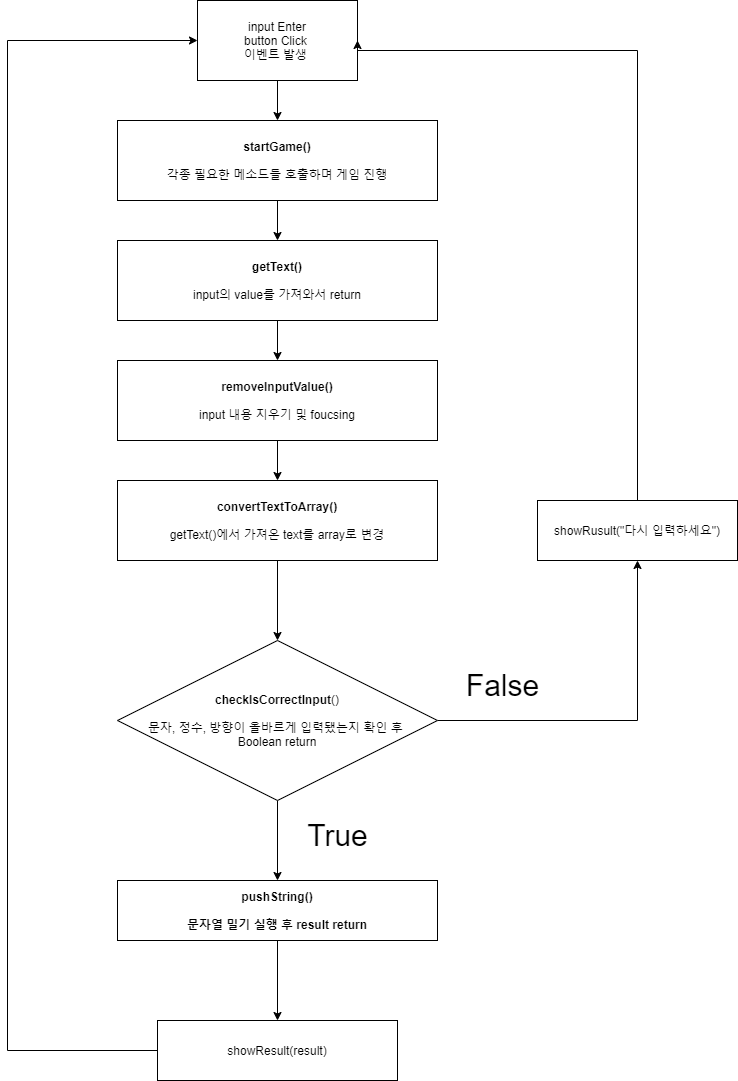 input Enter
button Click
이벤트 발생
startGame()
각종 필요한 메소드들 호출하며 게임 진행
getText()
input의 value를 가져와서 return
removeInputValue()
input 내용 지우기 및 foucsing
convertTextToArray()
getText()에서 가져온 text를 array로 변경
showRusult("다시 입력하세요")
checkIsCorrectInput()
문자, 정수, 방향이 올바르게 입력됐는지 확인 후
Boolean return
False
True
pushString()
문자열 밀기 실행 후 result return
showResult(result)